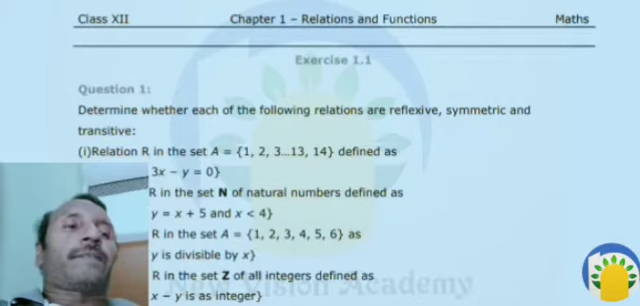 Class XII Chapter 1 – Relations and Functions Maths
Exercise 1.1
Question 1:
Determine whether each of the following relations are reflexive, symmetric and
transitive:
(i)Relation R in the set A = {1, 2, 3...13, 14} defined as
3x − y = 0}
R in the set N of natural numbers defined as
y = x + 5 and x < 4}
R in the set A = {1, 2, 3, 4, 5, 6} as
y is divisible by x}
R in the set Z of all integers defined as
x − y is as integer}
New Vision Academy